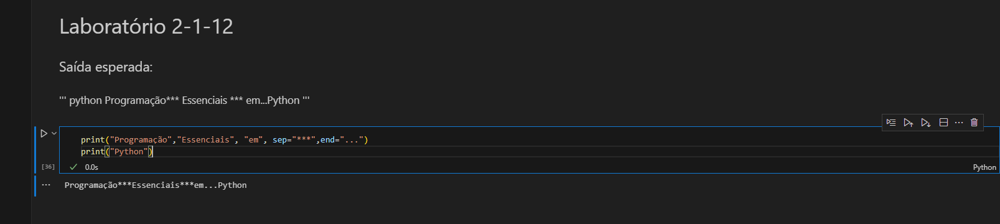 Laboratório 2-1-12
Saída esperada:
''' python Programação*** Essenciais *** em...Python '''
print("Programação","Essenciais", "em", sep="***",end="...")
print("Python")
[36] 0.0s Python
Programação***Essenciais***em...Python